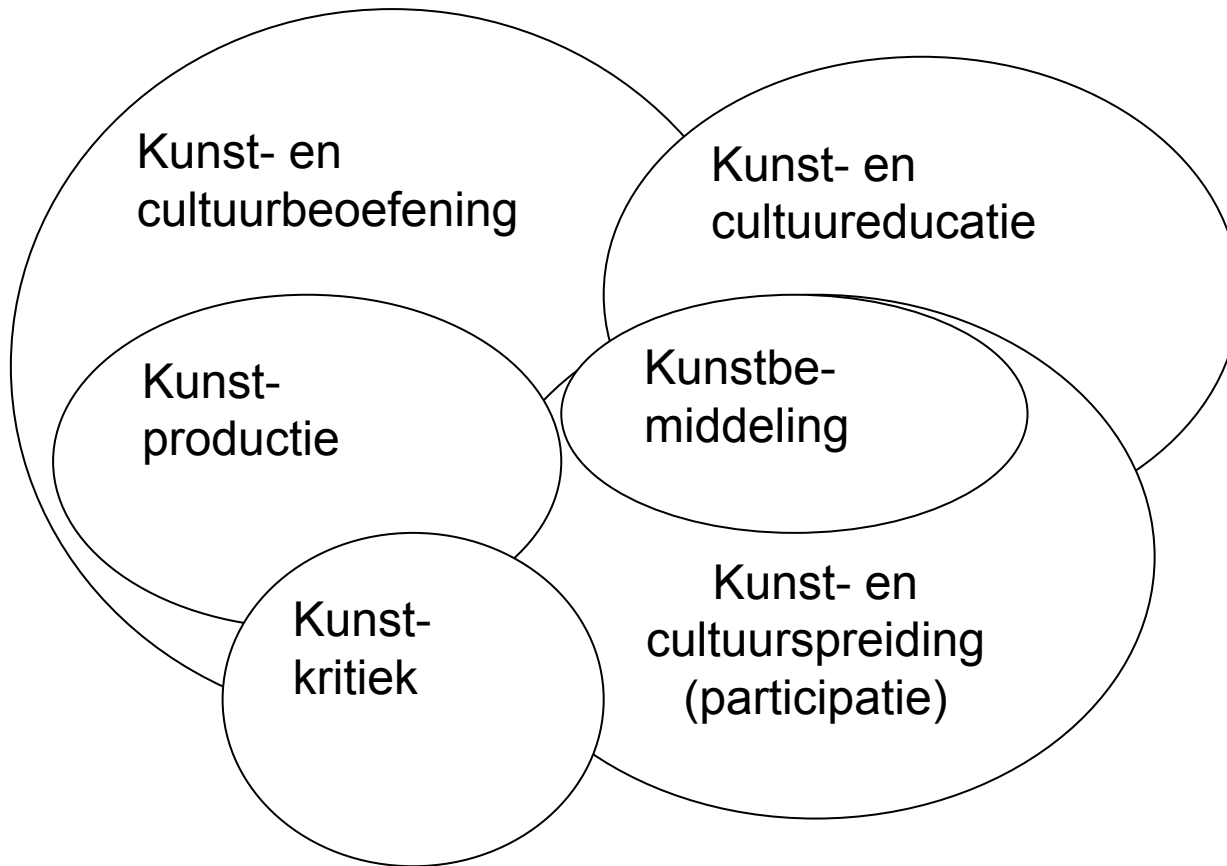 Kunst- en
cultuurbeoefening
Kunst- en
cultuureducatie
Kunst-
productie
Kunstbe-
middeling
Kunst-
kritiek
Kunst- en
cultuurspreiding
(participatie)